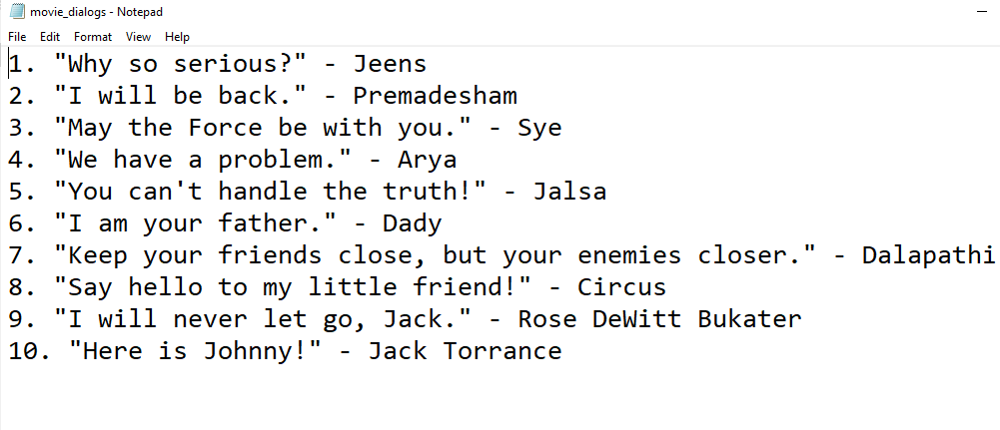 movie_dialogs - Notepad
File Edit Format View Help
1. "Why so serious?" - Jeens
2. "I will be back." - Premadesham
3. "May the Force be with you." - Sye
4. "We have a problem." - Arya
5. "You can't handle the truth!" - Jalsa
6. "I am your father." - Dady
7. "Keep your friends close, but your enemies closer." - Dalapathi
8. "Say hello to my little friend!" - Circus
9. "I will never let go, Jack." - Rose DeWitt Bukater
10. "Here is Johnny!" - Jack Torrance